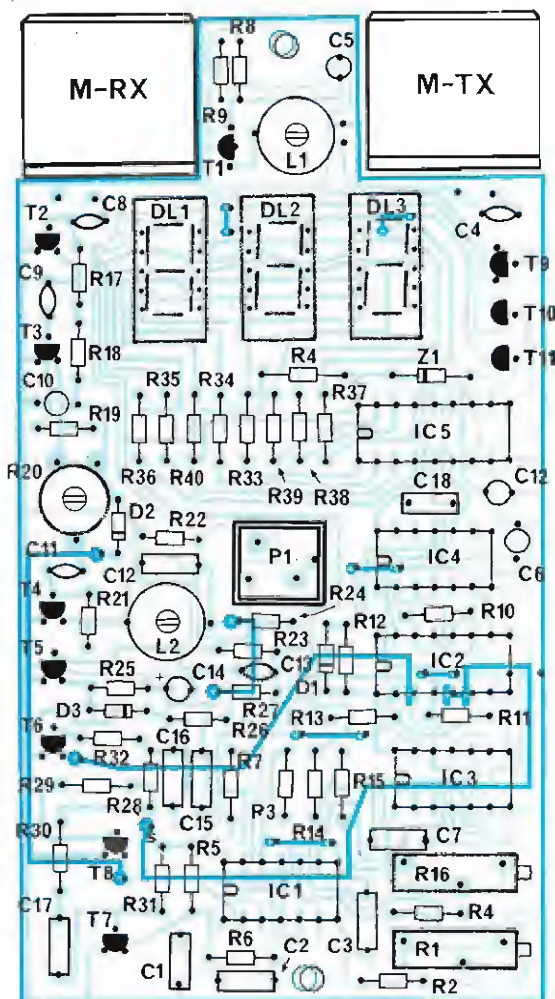 R8
C5
M-RX
M-TX
R9
T1
L1
C8
DL1
DL2
DL3
C4
T2
C9
R17
T9
T10
T3
R18
T11
C10
R4
Z1
R35
R34
R37
R19
IC5
R36
R40
R33
R39
R38
R20
C18
C12
D2
R22
C11
C12
P1
IC4
C6
T4
R24
R21
R12
R10
L2
R23
T5
C14
C13
IC2
R25
D1
D3
R27
R13
R11
T6
R26
C16
R32
R7
R15
IC3
R29
R28
C15
R3
R30
R5
R14
C7
T8
R16
R31
IC1
C17
T7
R4
R6
C2
C3
R1
C1
R2